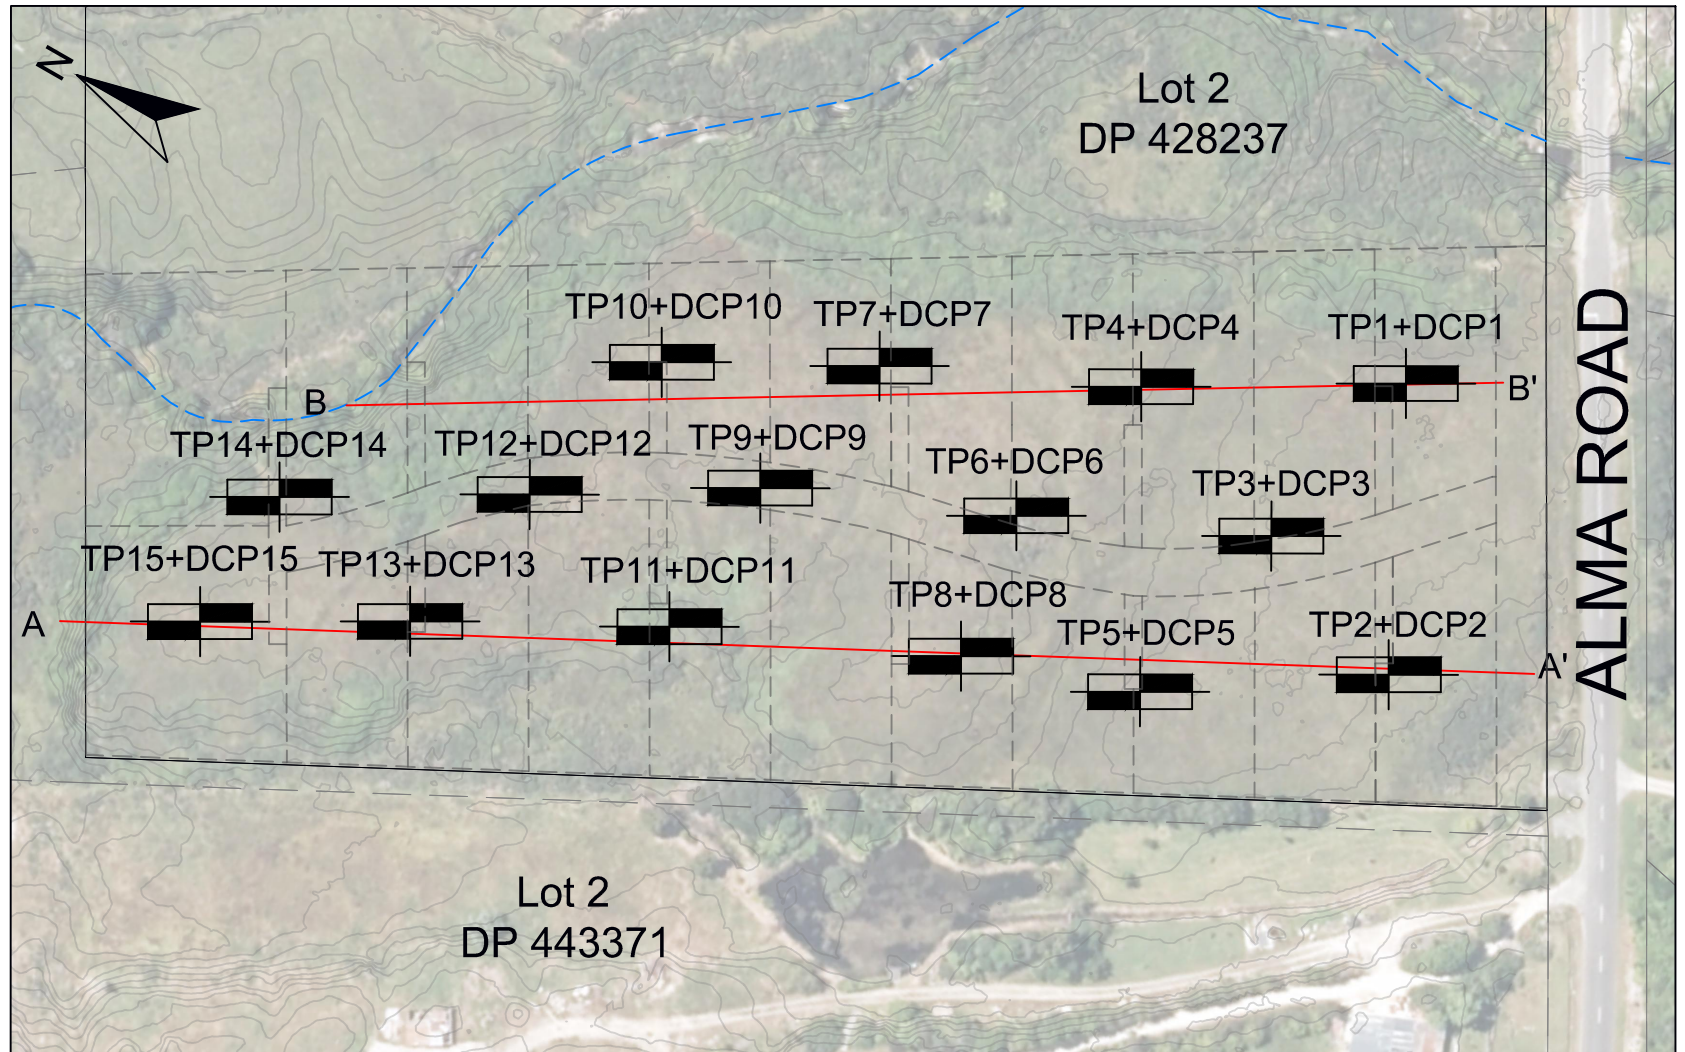 N
Lot 2
DP 428237
TP10+DCP10
TP7+DCP7
TP4+DCP4
TP1+DCP1
B
B'
TP14+DCP14
TP12+DCP12
TP9+DCP9
TP6+DCP6
TP3+DCP3
TP15+DCP15
TP13+DCP13
TP11+DCP11
TP8+DCP8
TP5+DCP5
TP2+DCP2
A
A'
ALMA ROAD
Lot 2
DP 443371